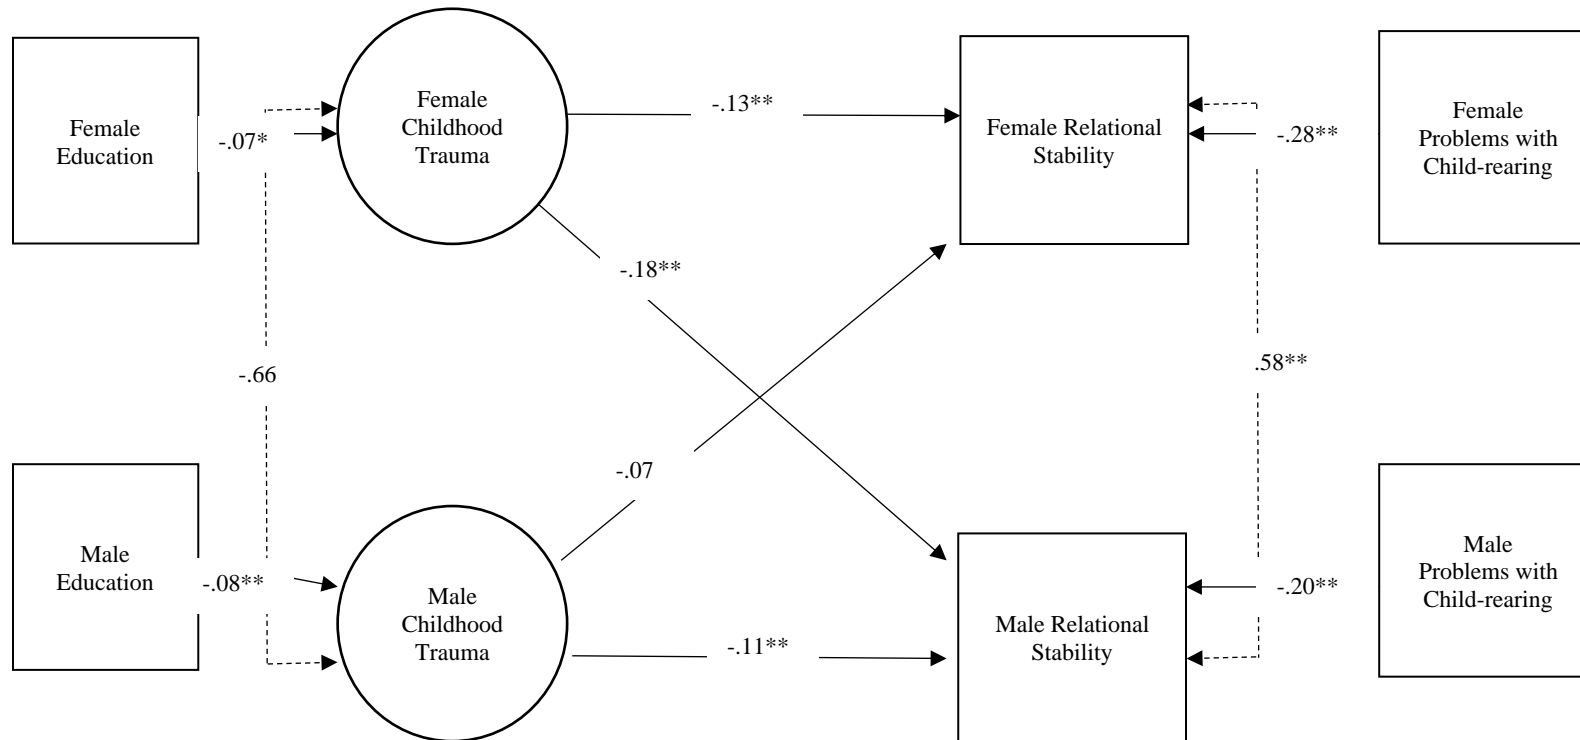 Female
Education
-.07*
Female
Childhood
Trauma
-.13**
Female Relational
Stability
-.28**
Female
Problems with
Child-rearing
-.18**
-.66
.58**
-.07
Male
Education
-.08**
Male
Childhood
Trauma
-.11**
Male Relational
Stability
-.20**
Male
Problems with
Child-rearing